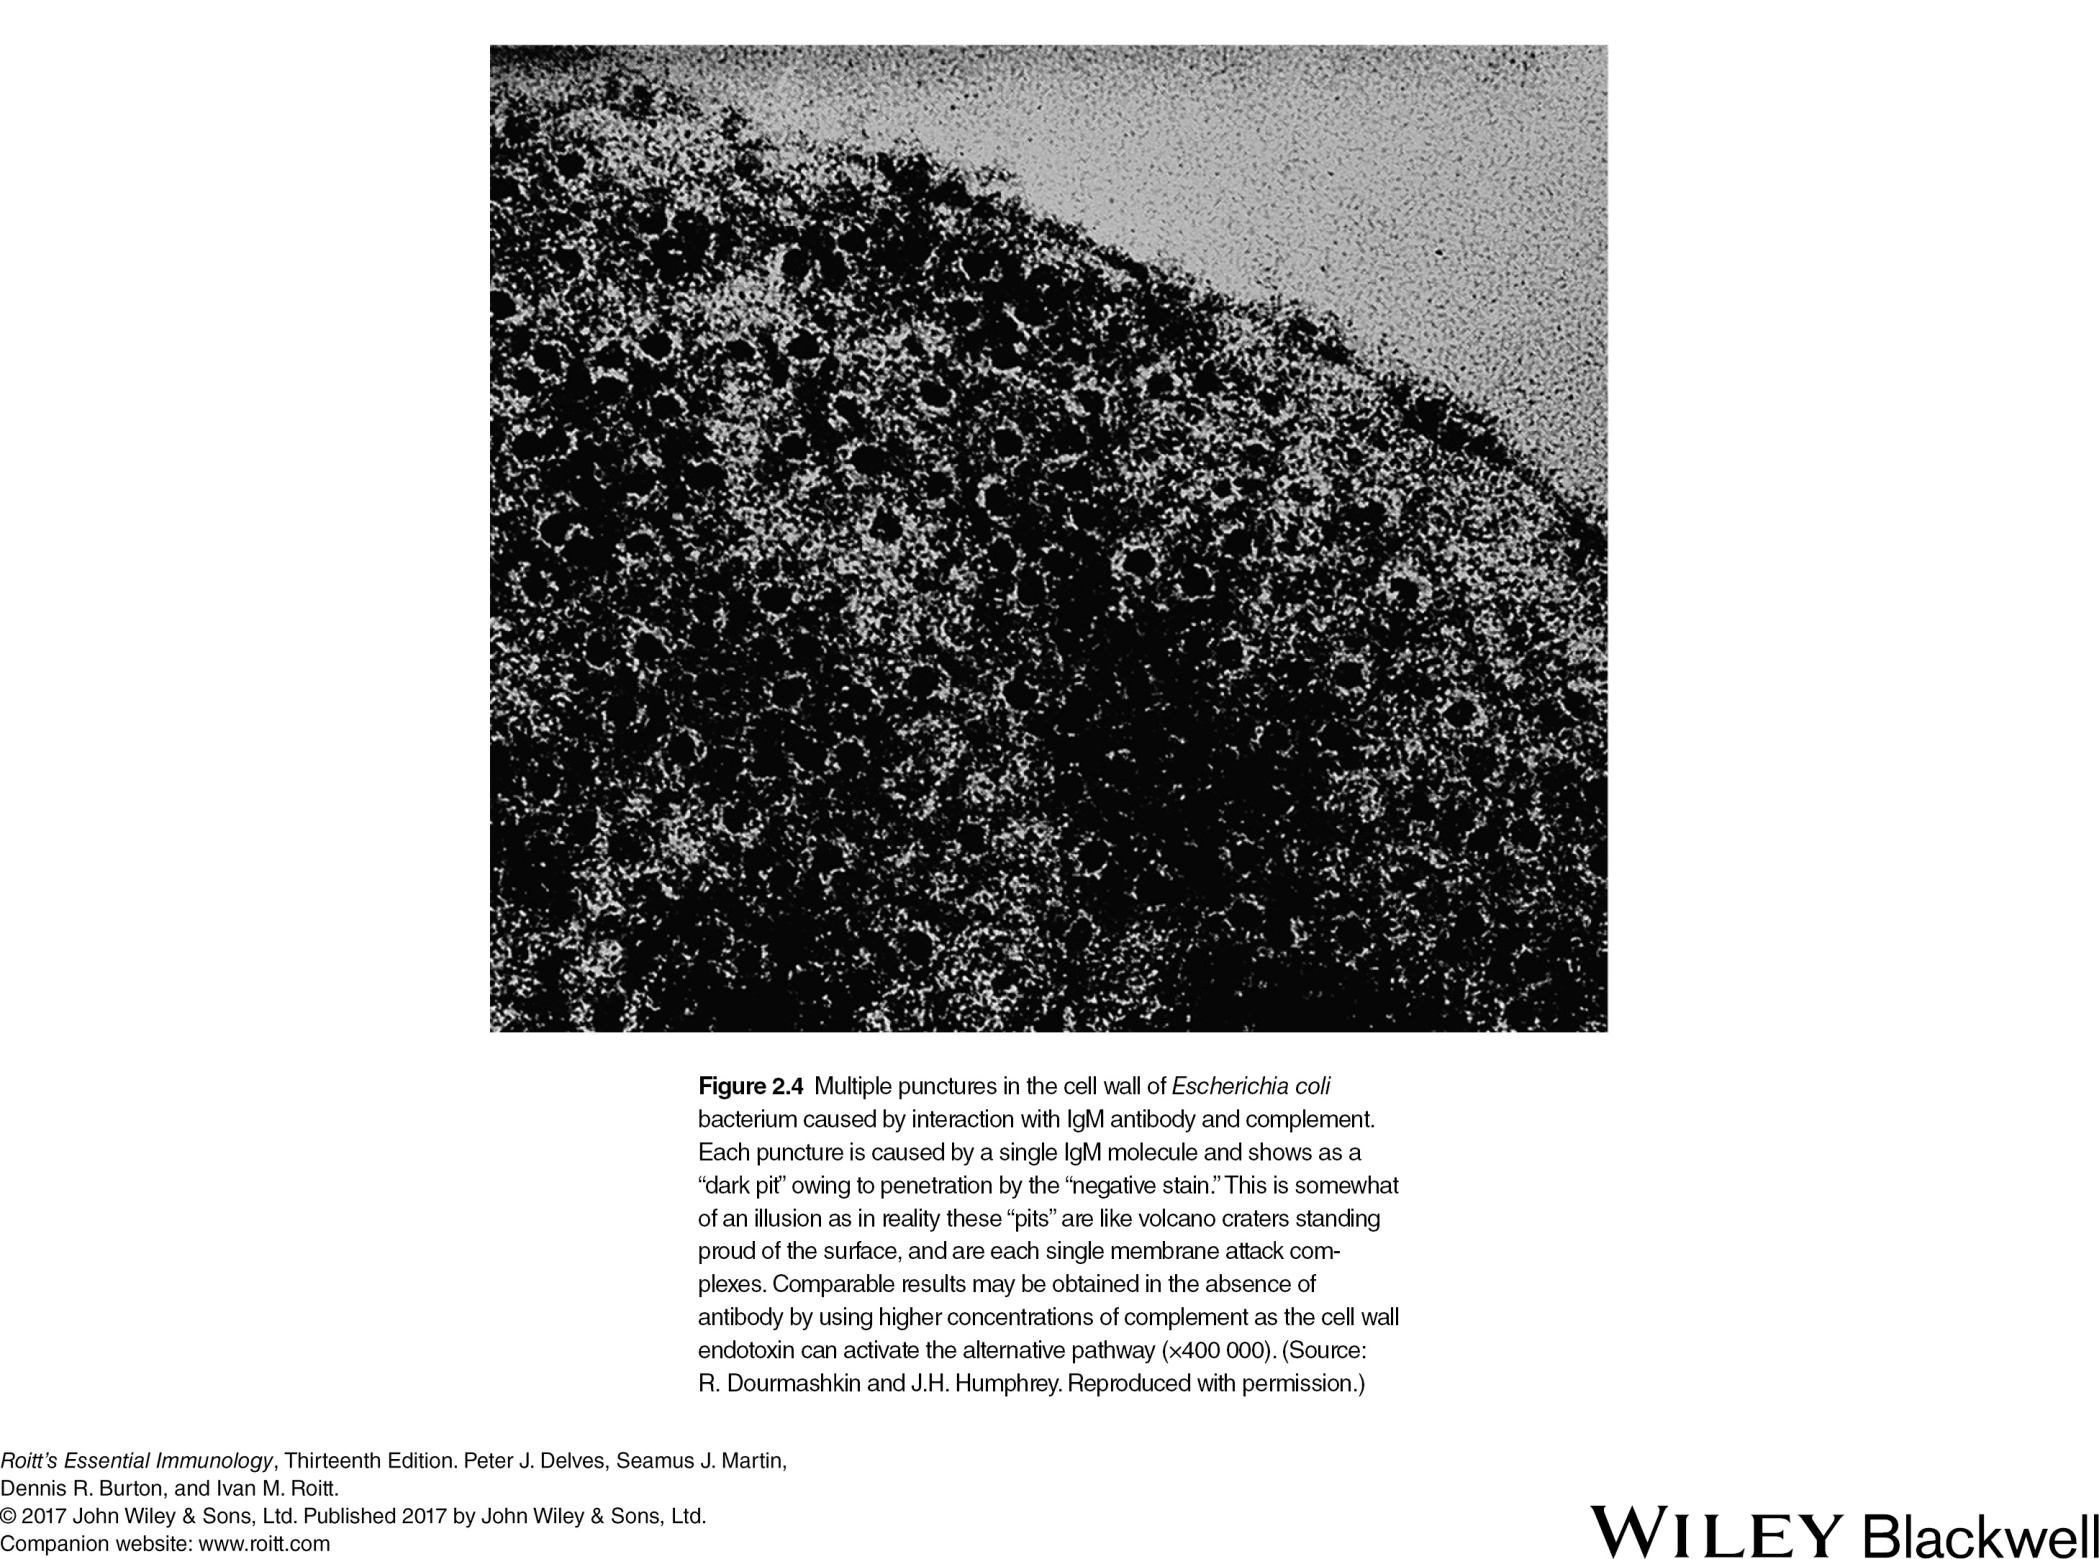 Figure 2.4 Multiple punctures in the cell wall of Escherichia coli
bacterium caused by interaction with IgM antibody and complement.
Each puncture is caused by a single IgM molecule and shows as a
“dark pit” owing to penetration by the “negative stain.” This is somewhat
of an illusion as in reality these “pits” are like volcano craters standing
proud of the surface, and are each single membrane attack com-
plexes. Comparable results may be obtained in the absence of
antibody by using higher concentrations of complement as the cell wall
endotoxin can activate the alternative pathway (×400 000). (Source:
R. Dourmashkin and J.H. Humphrey. Reproduced with permission.)
Roitt’s Essential Immunology, Thirteenth Edition. Peter J. Delves, Seamus J. Martin,
Dennis R. Burton, and Ivan M. Roitt.
© 2017 John Wiley & Sons, Ltd. Published 2017 by John Wiley & Sons, Ltd.
Companion website: www.roitt.com
WILEY Blackwell